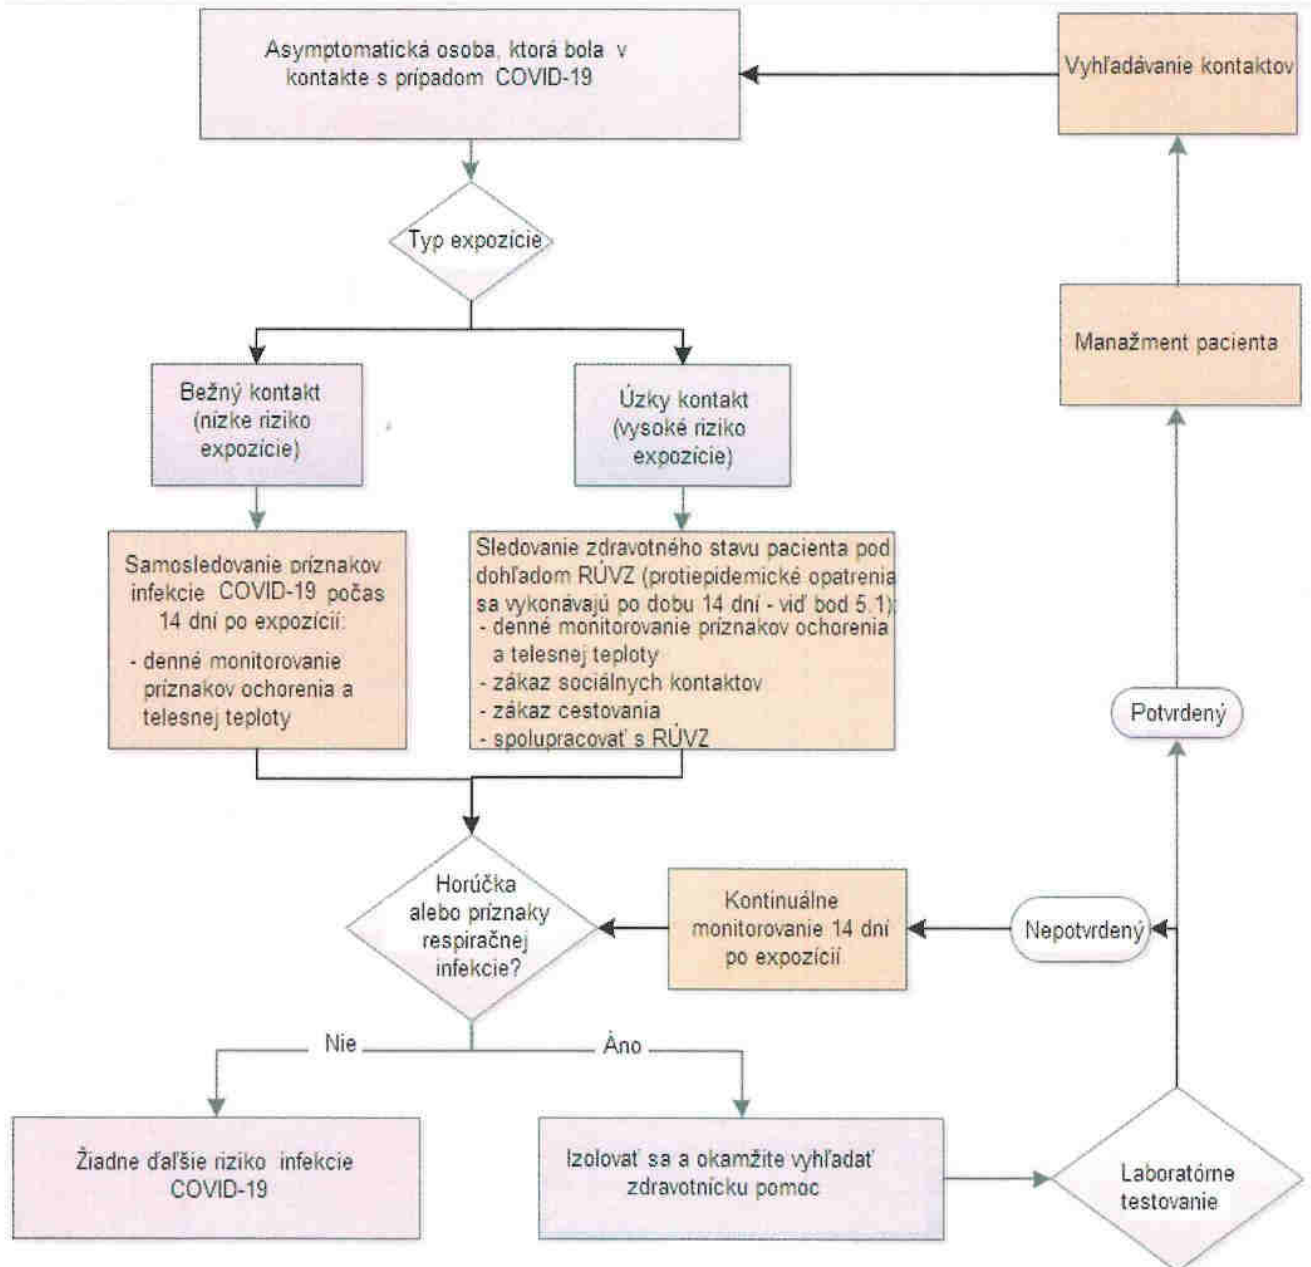 Asymptomatická osoba, ktorá bola v
kontakte s prípadom COVID-19
Vyhľadávanie kontaktov
Typ expozície
Manažment pacienta
Bežný kontakt
(nízke riziko
expozície)
Úzky kontakt
(vysoké riziko
expozície)
Samosledovanie príznakov
infekcie COVID-19 počas
14 dní po expozícií:
- denné monitorovanie
príznakov ochorenia a
telesnej teploty
Sledovanie zdravotného stavu pacienta pod
dohľadom RÚVZ (protiepidemické opatrenia
sa vykonávajú po dobu 14 dní - viď bod 5.1):
- denné monitorovanie príznakov ochorenia
a telesnej teploty
- zákaz sociálnych kontaktov
- zákaz cestovania
- spolupracovať s RÚVZ
Potvrdený
Horúčka
alebo príznaky
respiračnej
infekcie?
Kontinuálne
monitorovanie 14 dní
po expozícií
Nepotvrdený
Nie
Áno
Žiadne ďaľšie riziko infekcie
COVID-19
Izolovať sa a okamžite vyhľadať
zdravotnícku pomoc
Laboratórne
testovanie